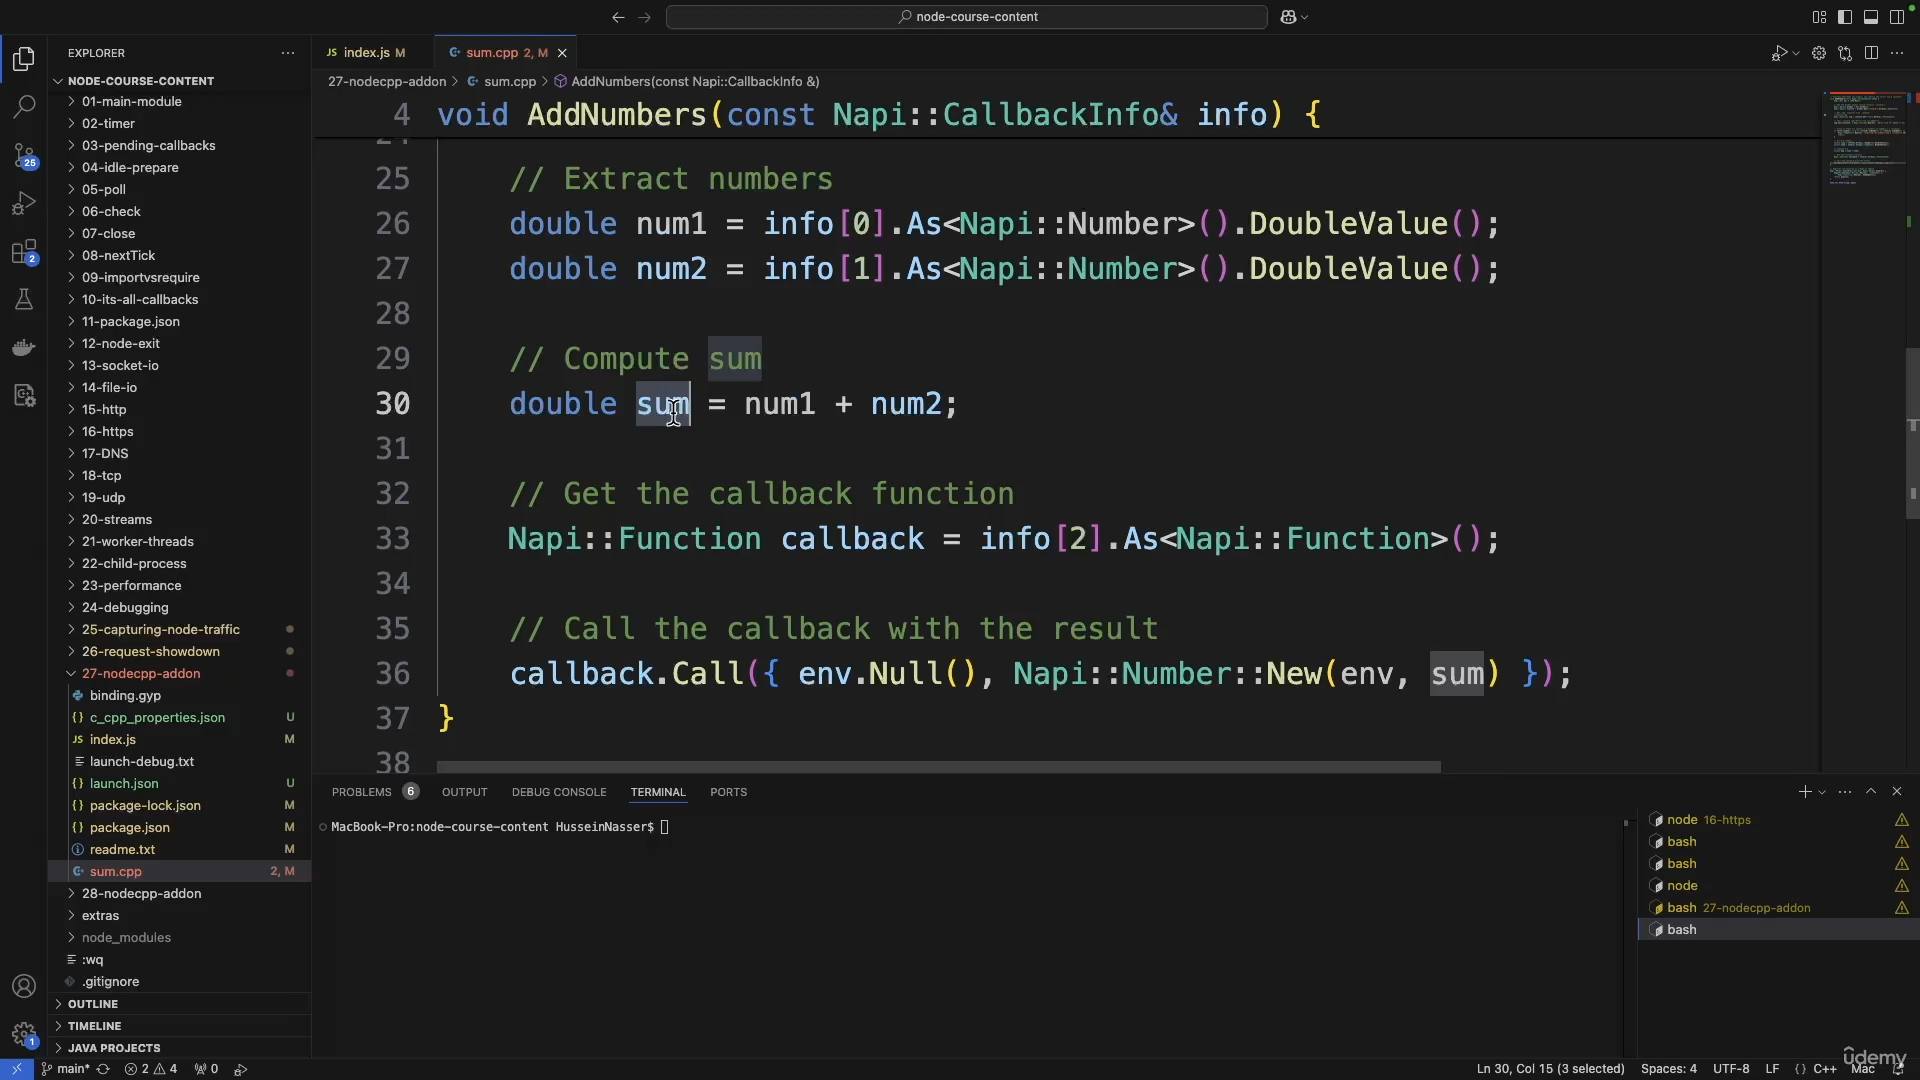 node-course-content
EXPLORER
NODE-COURSE-CONTENT
01-main-module
02-timer
03-pending-callbacks
04-idle-prepare
05-poll
06-check
07-close
08-nextTick
09-importvsrequire
10-its-all-callbacks
11-package.json
12-node-exit
13-socket-io
14-file-io
15-http
16-https
17-DNS
18-tcp
19-udp
20-streams
21-worker-threads
22-child-process
23-performance
24-debugging
25-capturing-node-traffic
26-request-showdown
27-nodecpp-addon
binding.gyp
{} c_cpp_properties.json U
JS index.js M
launch-debug.txt
{} launch.json U
{} package-lock.json M
{} package.json M
readme.txt M
sum.cpp 2, M
28-nodecpp-addon
extras
node_modules
:wq
.gitignore
OUTLINE
TIMELINE
JAVA PROJECTS
25
2
1
JS index.js M
sum.cpp 2, M
27-nodecpp-addon > sum.cpp > AddNumbers(const Napi::CallbackInfo &)
4 void AddNumbers(const Napi::CallbackInfo& info) {
24
25 // Extract numbers
26 double num1 = info[0].As<Napi::Number>().DoubleValue();
27 double num2 = info[1].As<Napi::Number>().DoubleValue();
28
29 // Compute sum
30 double sum = num1 + num2;
31
32 // Get the callback function
33 Napi::Function callback = info[2].As<Napi::Function>();
34
35 // Call the callback with the result
36 callback.Call({ env.Null(), Napi::Number::New(env, sum) });
37 }
38
PROBLEMS 6 OUTPUT DEBUG CONSOLE TERMINAL PORTS
MacBook-Pro:node-course-content HusseinNasser$
node 16-https
bash
bash
node
bash 27-nodecpp-addon
bash
main* 2 4 0
Ln 30, Col 15 (3 selected) Spaces: 4 UTF-8 LF {} C++ Mac
udemy